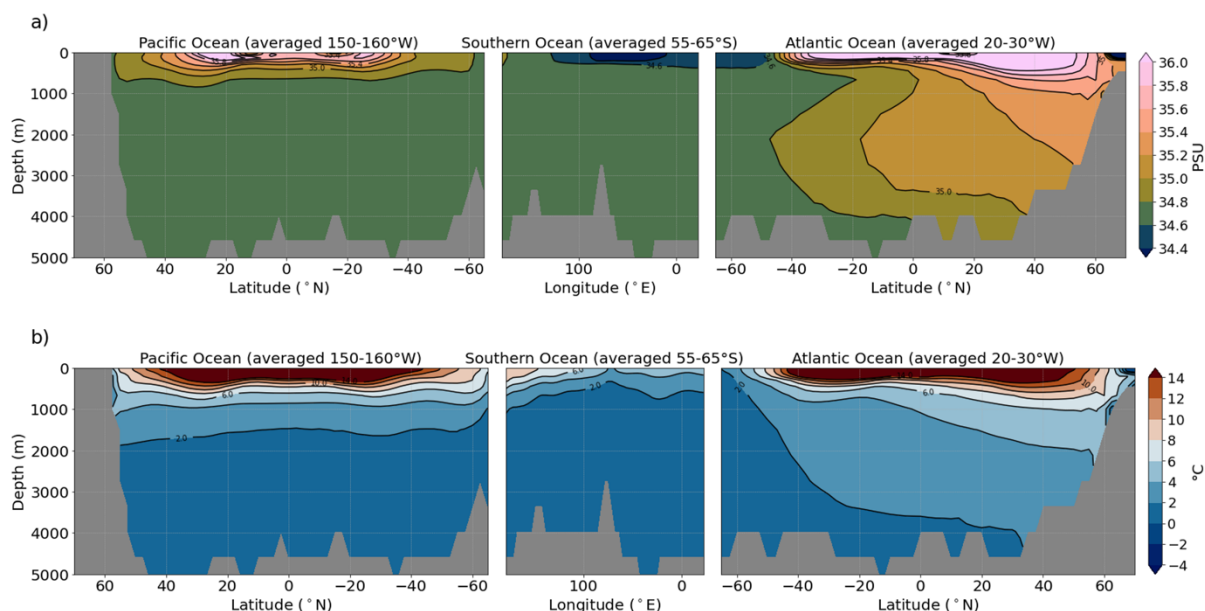 a)
Pacific Ocean (averaged 150-160°W)
Southern Ocean (averaged 55-65°S)
Atlantic Ocean (averaged 20-30°W)
0
1000
2000
3000
4000
5000
Depth (m)
35.4
35.0
34.6
35.0
36.0
35.8
35.6
35.4
35.2
35.0
34.8
34.6
34.4
PSU
60 40 20 0 −20 −40 −60
100 50 0
−60 −40 −20 0 20 40 60
Latitude (°N)
Longitude (°E)
Latitude (°N)
b)
Pacific Ocean (averaged 150-160°W)
Southern Ocean (averaged 55-65°S)
Atlantic Ocean (averaged 20-30°W)
0
1000
2000
3000
4000
5000
Depth (m)
10.0
6.0
2.0
6.0
2.0
2.0
6.0
10.0
14
12
10
8
6
4
2
0
−2
−4
°C
60 40 20 0 −20 −40 −60
100 50 0
−60 −40 −20 0 20 40 60
Latitude (°N)
Longitude (°E)
Latitude (°N)